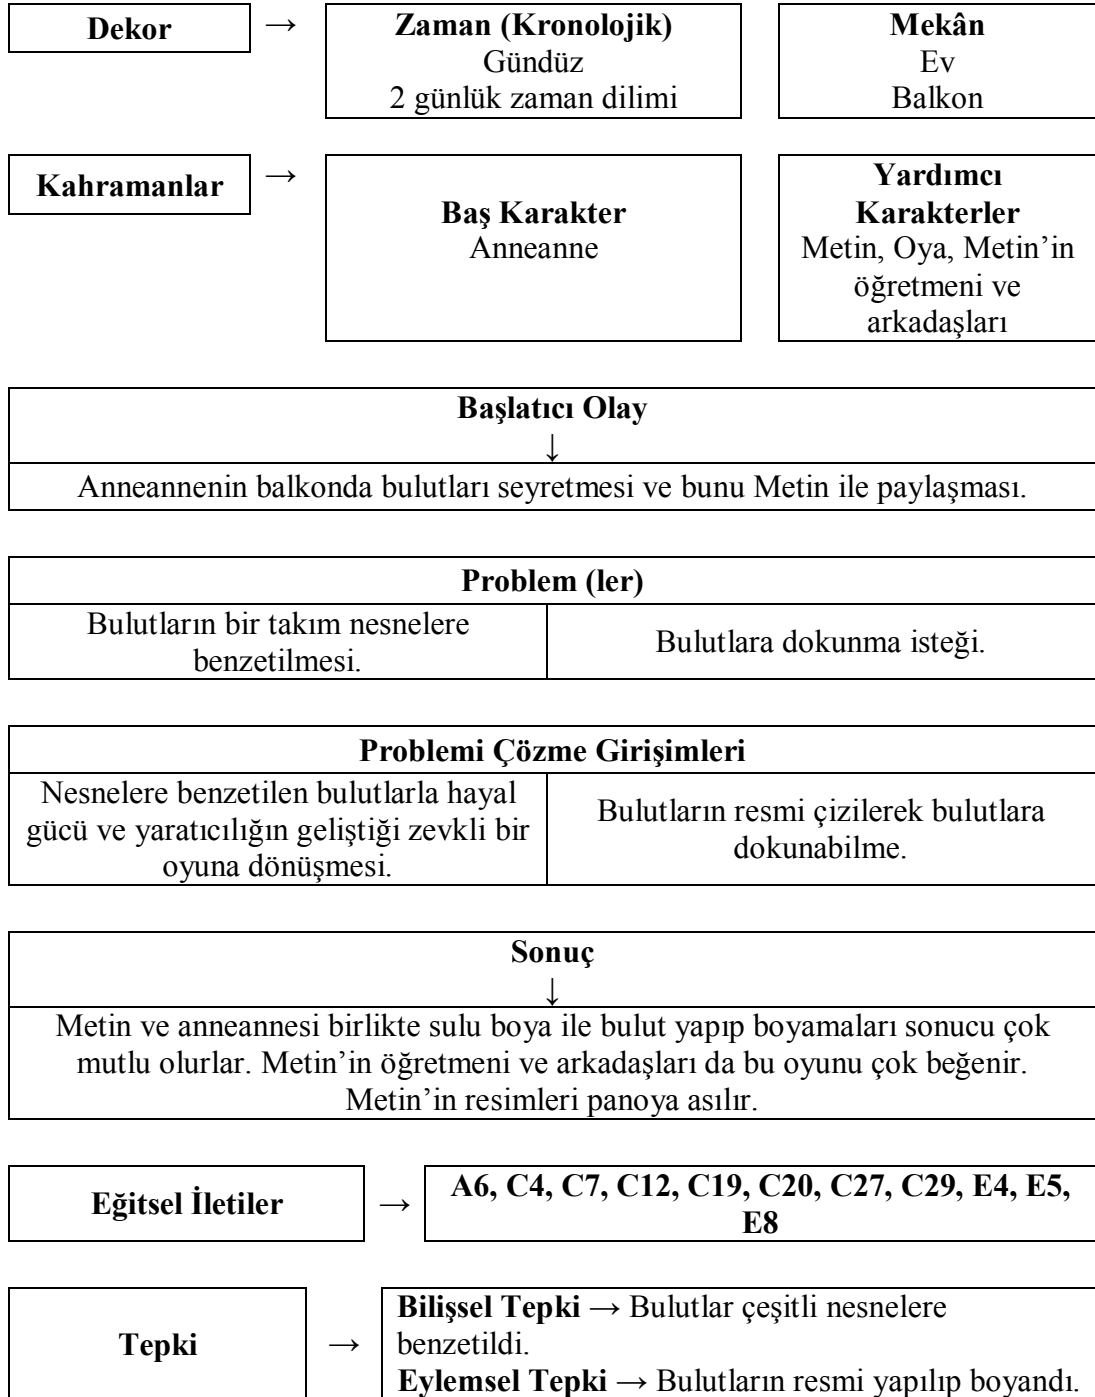 Dekor → Zaman (Kronolojik) Mekân
Gündüz Ev
2 günlük zaman dilimi Balkon
Kahramanlar → Yardımcı
Baş Karakter Karakterler
Anneanne Metin, Oya, Metin’in
öğretmeni ve
arkadaşları
Başlatıcı Olay
↓
Anneannenin balkonda bulutları seyretmesi ve bunu Metin ile paylaşması.
Problem (ler)
Bulutların bir takım nesnelere
benzetilmesi.
Bulutlara dokunma isteği.
Problemi Çözme Girişimleri
Nesnelere benzetilen bulutlarla hayal
gücü ve yaratıcılığın geliştiği zevkli bir
oyuna dönüşmesi.
Bulutların resmi çizilerek bulutlara
dokunabilme.
Sonuç
↓
Metin ve anneannesi birlikte sulu boya ile bulut yapıp boyamaları sonucu çok
mutlu olurlar. Metin’in öğretmeni ve arkadaşları da bu oyunu çok beğenir.
Metin’in resimleri panoya asılır.
Eğitsel İletiler → A6, C4, C7, C12, C19, C20, C27, C29, E4, E5,
E8
Tepki →
Bilişsel Tepki → Bulutlar çeşitli nesnelere
benzetildi.
Eylemsel Tepki → Bulutların resmi yapılıp boyandı.